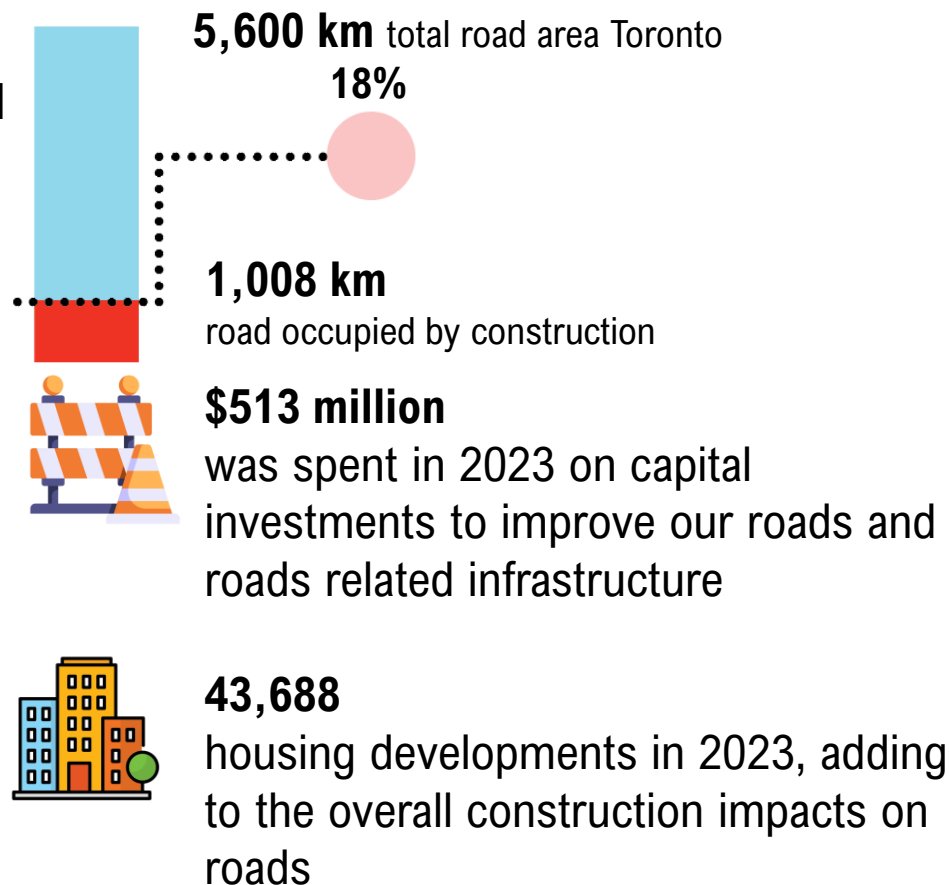 5,600 km total road area Toronto
18%
1,008 km
road occupied by construction
$513 million
was spent in 2023 on capital
investments to improve our roads and
roads related infrastructure
43,688
housing developments in 2023, adding
to the overall construction impacts on
roads